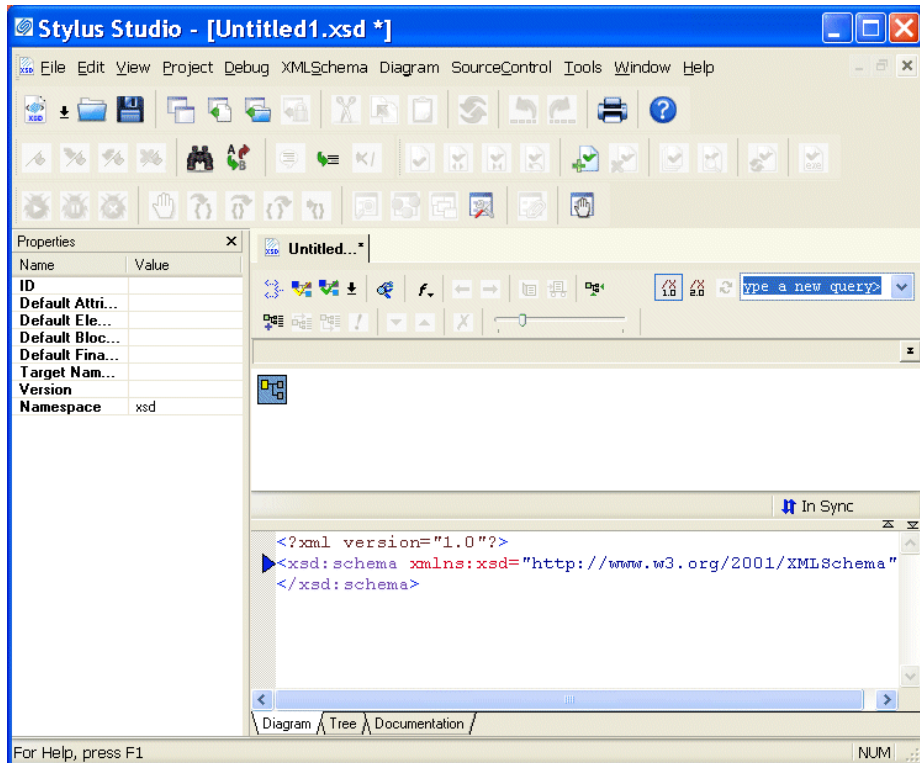 Stylus Studio - [Untitled1.xsd *]
File Edit View Project Debug XMLSchema Diagram SourceControl Tools Window Help
Properties
Name Value
ID
Default Attri...
Default Ele...
Default Bloc...
Default Fina...
Target Nam...
Version
Namespace xsd
Untitled...*
ype a new query>
In Sync
<?xml version="1.0"?>
<xsd:schema xmlns:xsd="http://www.w3.org/2001/XMLSchema"
</xsd:schema>
Diagram Tree Documentation
For Help, press F1 NUM